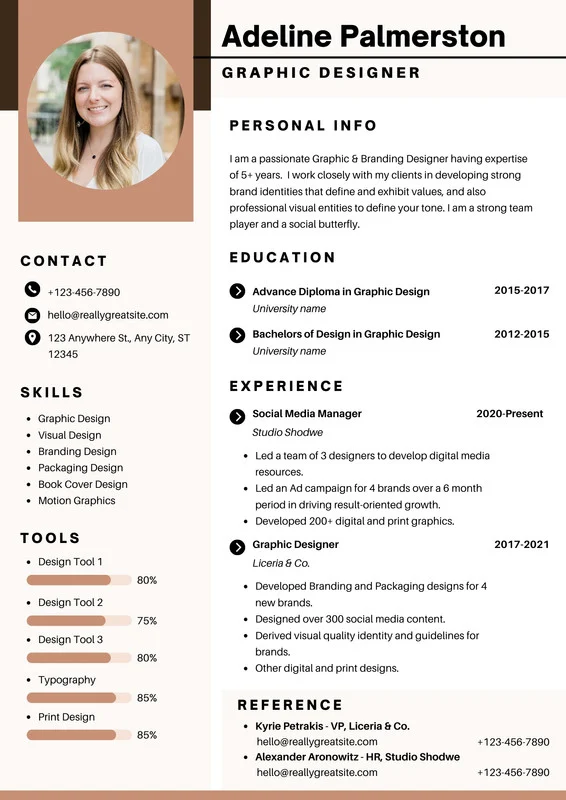 Adeline Palmerston
GRAPHIC DESIGNER
CONTACT
+123-456-7890
hello@reallygreatsite.com
123 Anywhere St., Any City, ST
12345
SKILLS
• Graphic Design
• Visual Design
• Branding Design
• Packaging Design
• Book Cover Design
• Motion Graphics
TOOLS
• Design Tool 1
80%
• Design Tool 2
75%
• Design Tool 3
80%
• Typography
85%
• Print Design
85%
PERSONAL INFO
I am a passionate Graphic & Branding Designer having expertise
of 5+ years. I work closely with my clients in developing strong
brand identities that define and exhibit values, and also
professional visual entities to define your tone. I am a strong team
player and a social butterfly.
EDUCATION
Advance Diploma in Graphic Design 2015-2017
University name
Bachelors of Design in Graphic Design 2012-2015
University name
EXPERIENCE
Social Media Manager 2020-Present
Studio Shodwe
• Led a team of 3 designers to develop digital media
resources.
• Led an Ad campaign for 4 brands over a 6 month
period in driving result-oriented growth.
• Developed 200+ digital and print graphics.
Graphic Designer 2017-2021
Liceria & Co.
• Developed Branding and Packaging designs for 4
new brands.
• Designed over 300 social media content.
• Derived visual quality identity and guidelines for
brands.
• Other digital and print designs.
REFERENCE
• Kyrie Petrakis - VP, Liceria & Co.
hello@reallygreatsite.com +123-456-7890
• Alexander Aronowitz - HR, Studio Shodwe
hello@reallygreatsite.com +123-456-7890